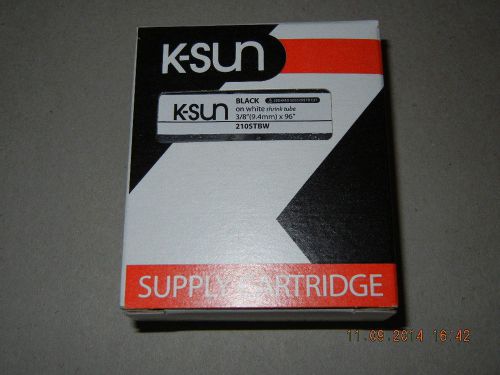 K-SUN
K-SUN
BLACK
on white shrink tube
3/8"(9.4mm) x 96"
210STBW
SUPPLY CARTRIDGE
11.09.2014 16:42